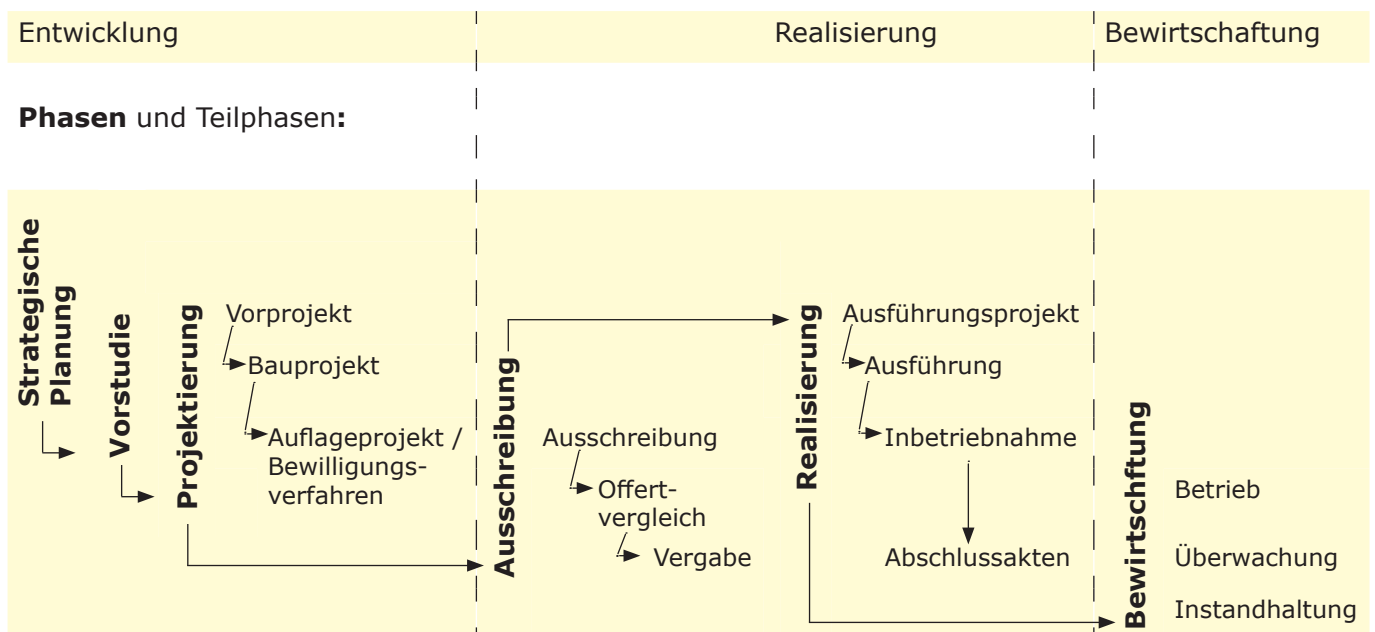 Entwicklung
Realisierung
Bewirtschaftung
Phasen und Teilphasen:
Strategische
Planung
Vorstudie
Projektierung
Vorprojekt
Bauprojekt
Auflageprojekt /
Bewilligungs-
verfahren
Ausschreibung
Ausschreibung
Offert-
vergleich
Vergabe
Realisierung
Ausführungsprojekt
Ausführung
Inbetriebnahme
Abschlussakten
Bewirtschftung
Betrieb
Überwachung
Instandhaltung